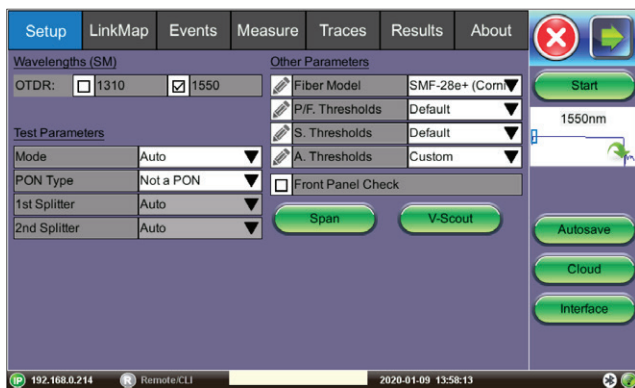 Setup LinkMap Events Measure Traces Results About
Wavelengths (SM)
OTDR: 1310 1550
Test Parameters
Mode Auto
PON Type Not a PON
1st Splitter Auto
2nd Splitter Auto
Other Parameters
Fiber Model SMF-28e+ (Corni
P/F. Thresholds Default
S. Thresholds Default
A. Thresholds Custom
Front Panel Check
Span V-Scout
Start
1550nm
Autosave
Cloud
Interface
IP 192.168.0.214 R Remote/CLI 2020-01-09 13:58:13